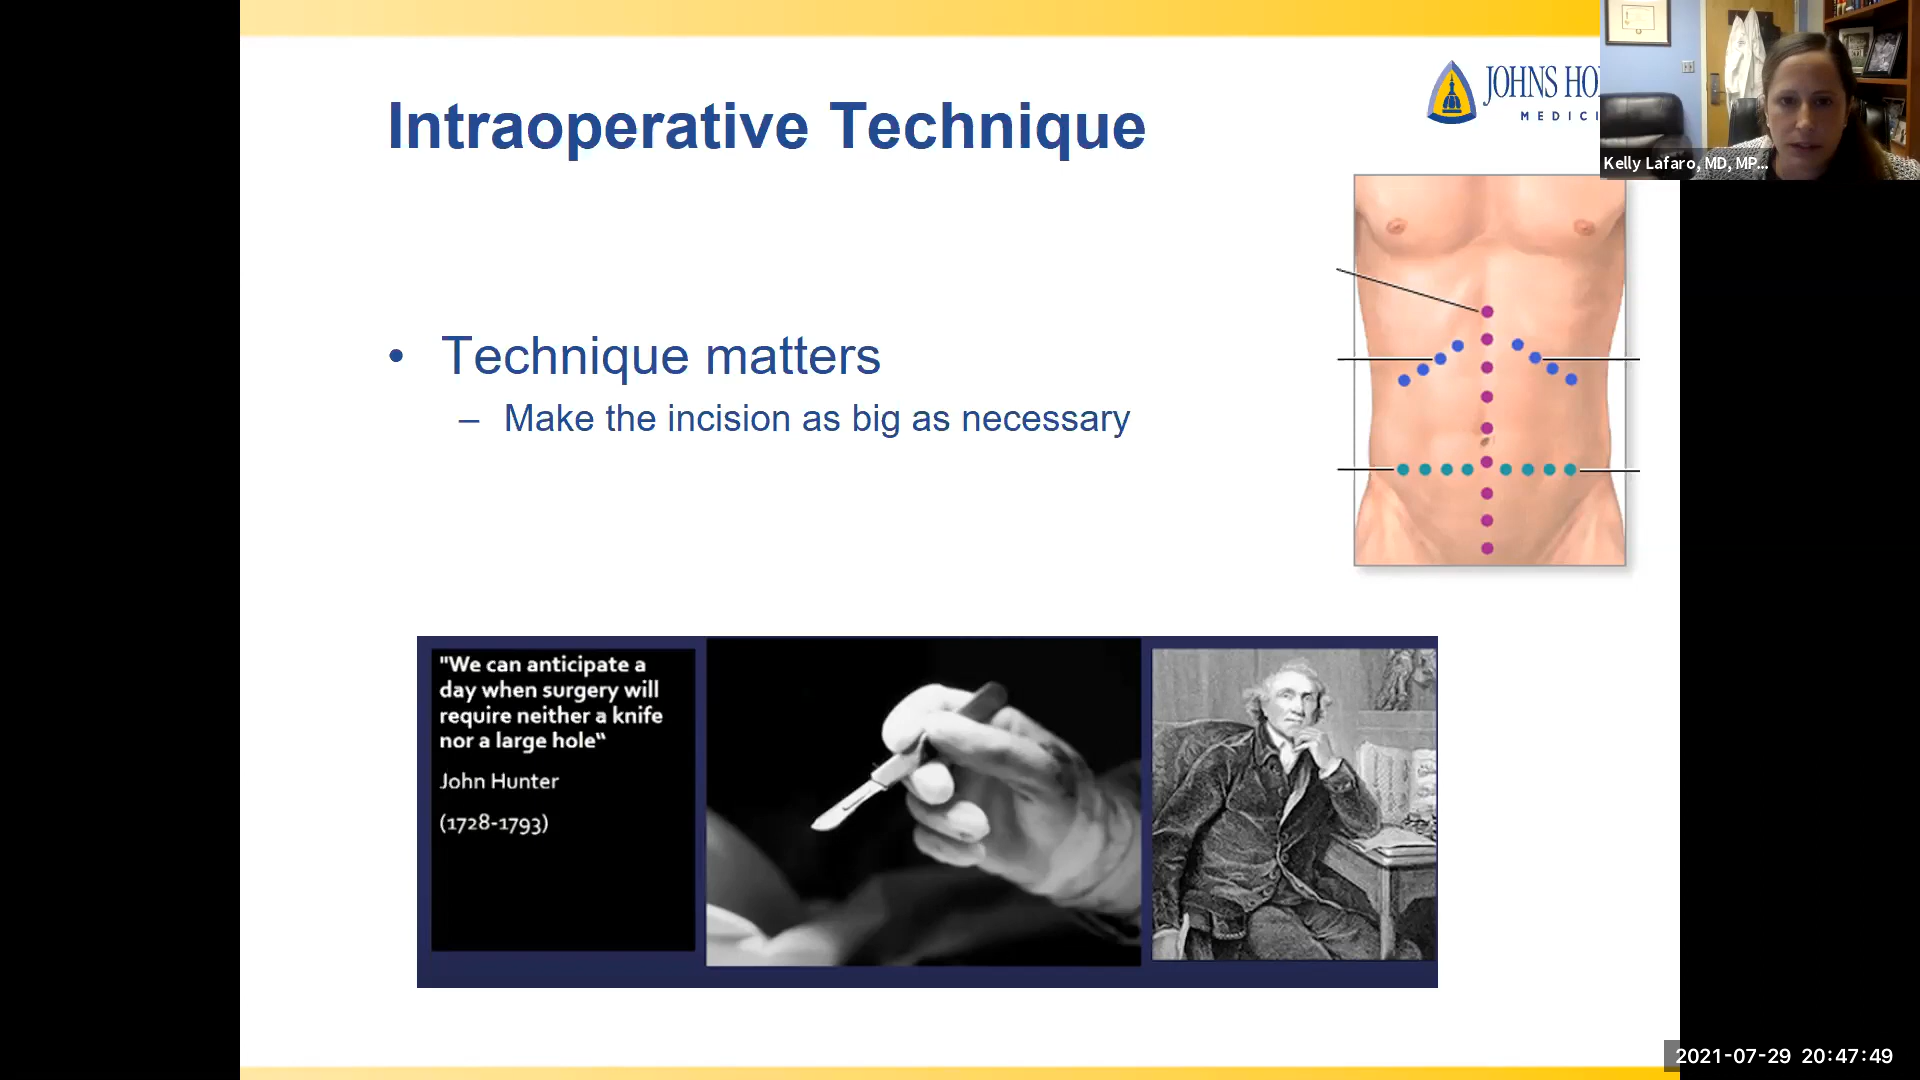 Intraoperative Technique
JOHNS HO
MEDICI
Kelly Lafaro, MD, MP...
• Technique matters
– Make the incision as big as necessary
"We can anticipate a
day when surgery will
require neither a knife
nor a large hole“
John Hunter
(1728-1793)
2021-07-29 20:47:49